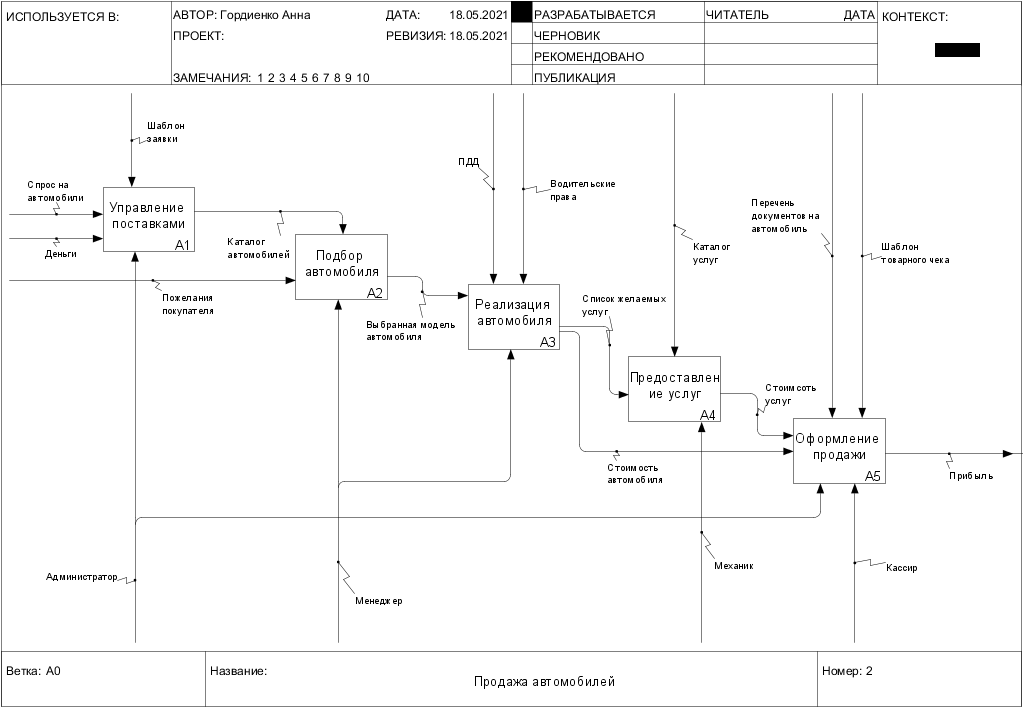 ИСПОЛЬЗУЕТСЯ В:
АВТОР: Гордиенко Анна
ДАТА: 18.05.2021
ПРОЕКТ:
РЕВИЗИЯ: 18.05.2021
ЗАМЕЧАНИЯ: 1 2 3 4 5 6 7 8 9 10
РАЗРАБАТЫВАЕТСЯ
ЧЕРНОВИК
РЕКОМЕНДОВАНО
ПУБЛИКАЦИЯ
ЧИТАТЕЛЬ
ДАТА
КОНТЕКСТ:
Шаблон
заявки
Спрос на
автомобили
Деньги
Управление
поставками
A1
Каталог
автомобилей
Пожелания
покупателя
Подбор
автомобиля
A2
Выбранная модель
автомобиля
ПДД
Водительские
права
Реализация
автомобиля
A3
Список желаемых
услуг
Каталог
услуг
Предоставлен
ие услуг
A4
Стоимсоть
услуг
Стоимость
автомобиля
Перечень
документов на
автомобиль
Шаблон
товарного чека
Оформление
продажи
A5
Прибыль
Администратор
Менеджер
Механик
Кассир
Ветка: A0
Название:
Продажа автомобилей
Номер: 2